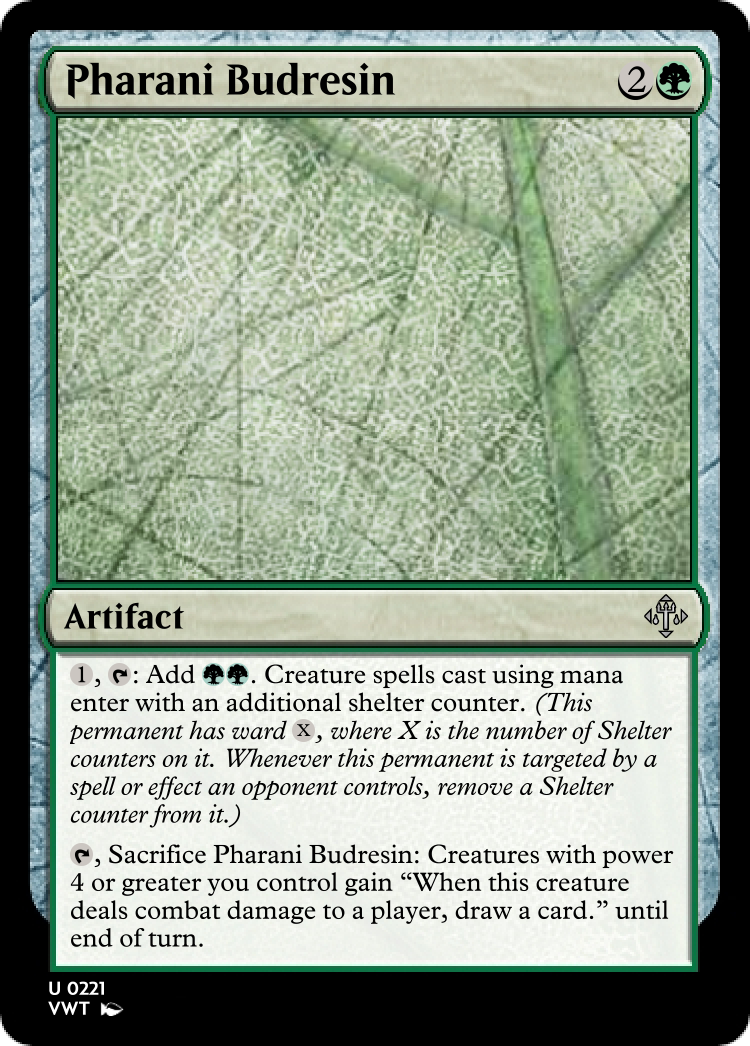 Pharani Budresin 2
Artifact
1, : Add . Creature spells cast using mana
enter with an additional shelter counter. (This
permanent has ward X, where X is the number of Shelter
counters on it. Whenever this permanent is targeted by a
spell or effect an opponent controls, remove a Shelter
counter from it.)
, Sacrifice Pharani Budresin: Creatures with power
4 or greater you control gain “When this creature
deals combat damage to a player, draw a card.” until
end of turn.
U 0221
VWT